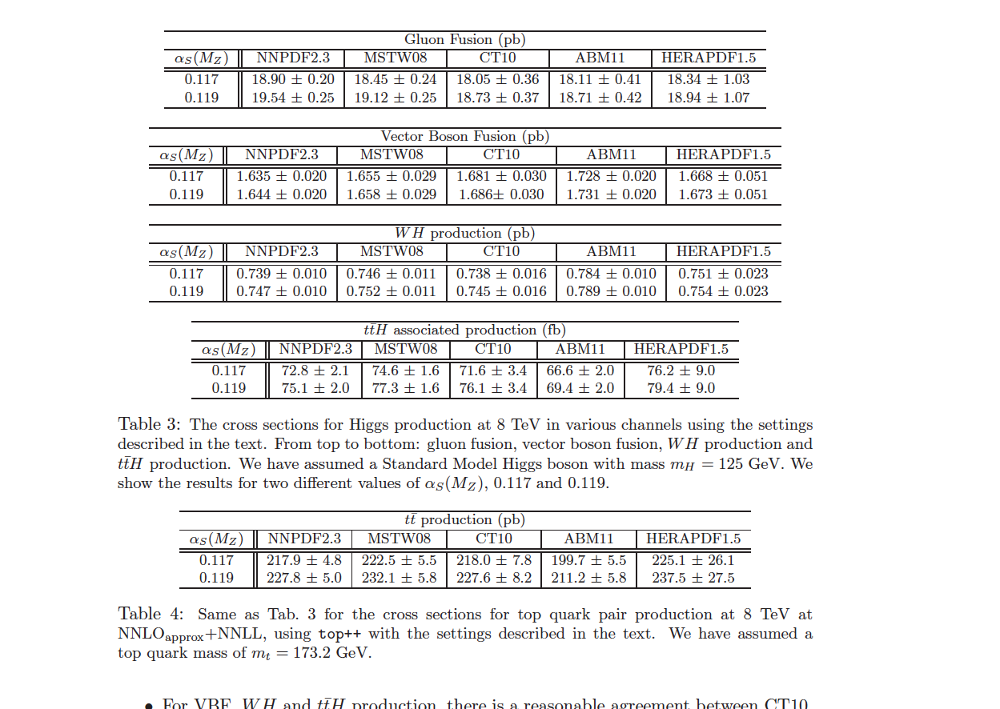 Gluon Fusion (pb)
αS(MZ) NNPDF2.3 MSTW08 CT10 ABM11 HERAPDF1.5
0.117 18.90 ± 0.20 18.45 ± 0.24 18.05 ± 0.36 18.11 ± 0.41 18.34 ± 1.03
0.119 19.54 ± 0.25 19.12 ± 0.25 18.73 ± 0.37 18.71 ± 0.42 18.94 ± 1.07
Vector Boson Fusion (pb)
αS(MZ) NNPDF2.3 MSTW08 CT10 ABM11 HERAPDF1.5
0.117 1.635 ± 0.020 1.655 ± 0.029 1.681 ± 0.030 1.728 ± 0.020 1.668 ± 0.051
0.119 1.644 ± 0.020 1.658 ± 0.029 1.686± 0.030 1.731 ± 0.020 1.673 ± 0.051
WH production (pb)
αS(MZ) NNPDF2.3 MSTW08 CT10 ABM11 HERAPDF1.5
0.117 0.739 ± 0.010 0.746 ± 0.011 0.738 ± 0.016 0.784 ± 0.010 0.751 ± 0.023
0.119 0.747 ± 0.010 0.752 ± 0.011 0.745 ± 0.016 0.789 ± 0.010 0.754 ± 0.023
tt̄H associated production (fb)
αS(MZ) NNPDF2.3 MSTW08 CT10 ABM11 HERAPDF1.5
0.117 72.8 ± 2.1 74.6 ± 1.6 71.6 ± 3.4 66.6 ± 2.0 76.2 ± 9.0
0.119 75.1 ± 2.0 77.3 ± 1.6 76.1 ± 3.4 69.4 ± 2.0 79.4 ± 9.0
Table 3: The cross sections for Higgs production at 8 TeV in various channels using the settings
described in the text. From top to bottom: gluon fusion, vector boson fusion, WH production and
tt̄H production. We have assumed a Standard Model Higgs boson with mass mH = 125 GeV. We
show the results for two different values of αS(MZ), 0.117 and 0.119.
tt̄ production (pb)
αS(MZ) NNPDF2.3 MSTW08 CT10 ABM11 HERAPDF1.5
0.117 217.9 ± 4.8 222.5 ± 5.5 218.0 ± 7.8 199.7 ± 5.5 225.1 ± 26.1
0.119 227.8 ± 5.0 232.1 ± 5.8 227.6 ± 8.2 211.2 ± 5.8 237.5 ± 27.5
Table 4: Same as Tab. 3 for the cross sections for top quark pair production at 8 TeV at
NNLOapprox+NNLL, using top++ with the settings described in the text. We have assumed a
top quark mass of mt = 173.2 GeV.
• For VBF, WH and tt̄H production, there is a reasonable agreement between CT10,